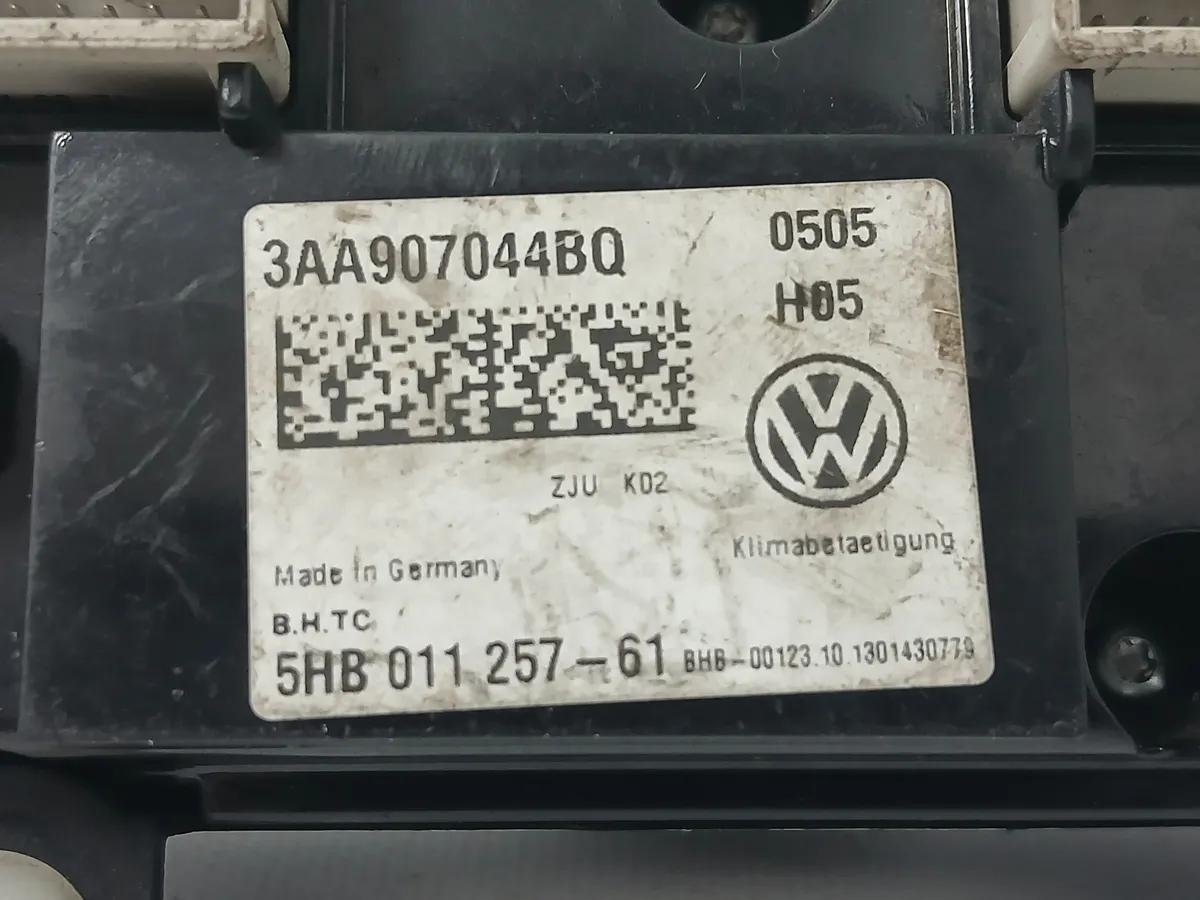 3AA907044BQ
0505
H05
ZJU K02
Klimabetaetigung
Made in Germany
B.H.TC
5HB 011 257-61 BHB-00123.10.1301430779